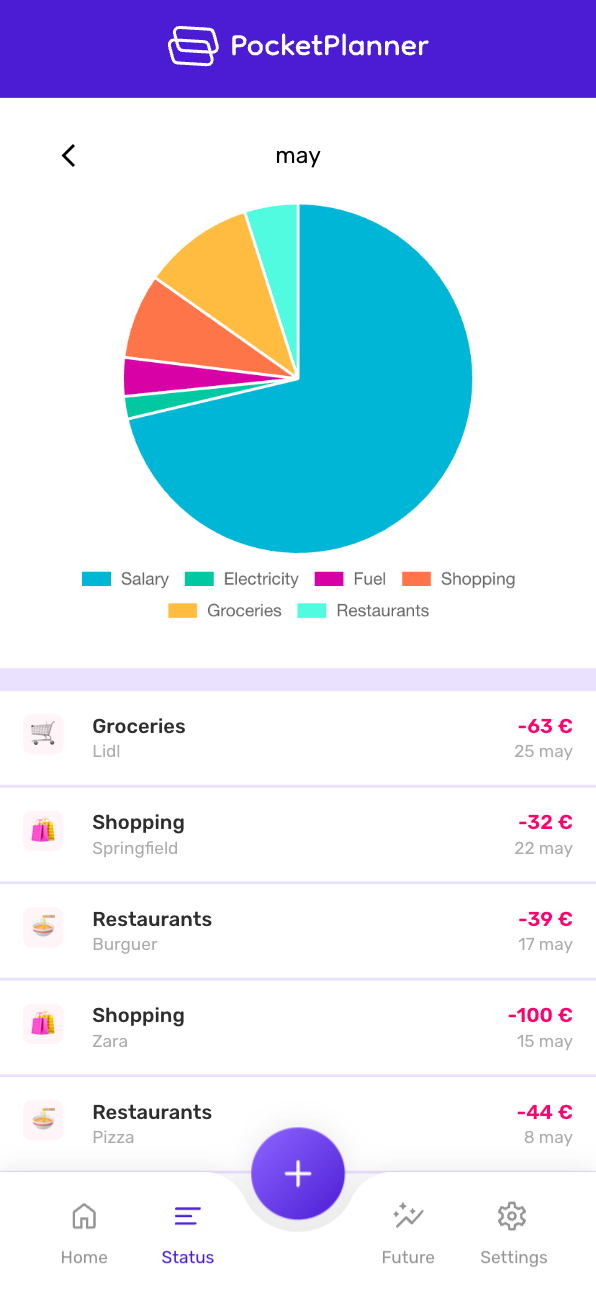 PocketPlanner
may
Salary Electricity Fuel Shopping
Groceries Restaurants
Groceries -63 €
Lidl 25 may
Shopping -32 €
Springfield 22 may
Restaurants -39 €
Burguer 17 may
Shopping -100 €
Zara 15 may
Restaurants -44 €
Pizza 8 may
+
Home Status Future Settings